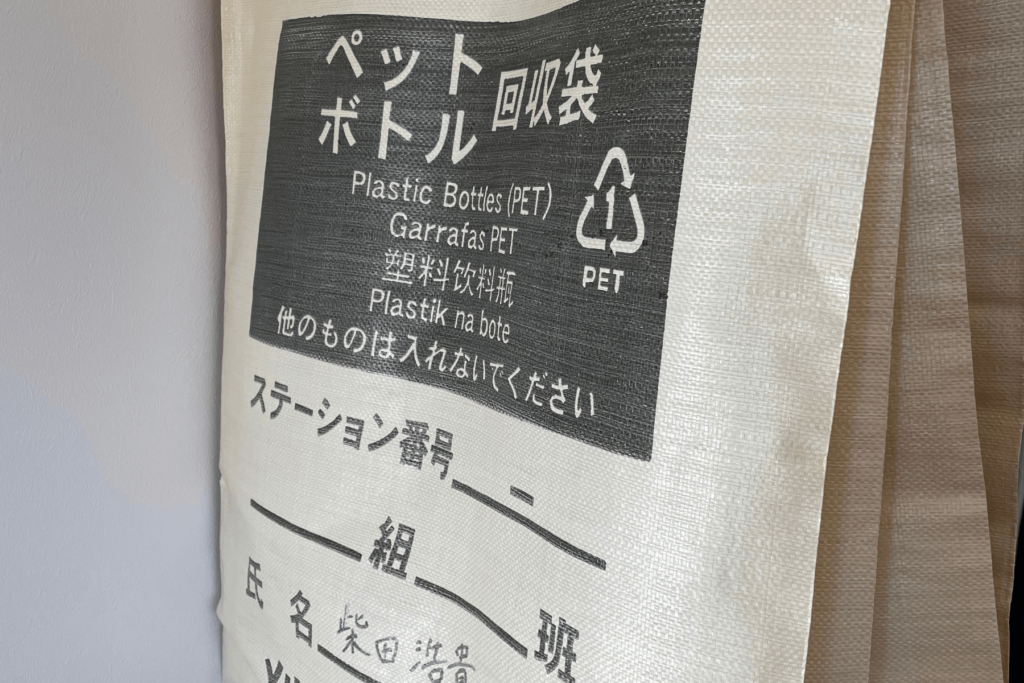 ペット
ボトル 回収袋
Plastic Bottles (PET)
Garrafas PET
塑料饮料瓶
Plastik na bote
他のものは入れないでください
1
PET
ステーション番号
組 班
氏名 柴田 浩貴